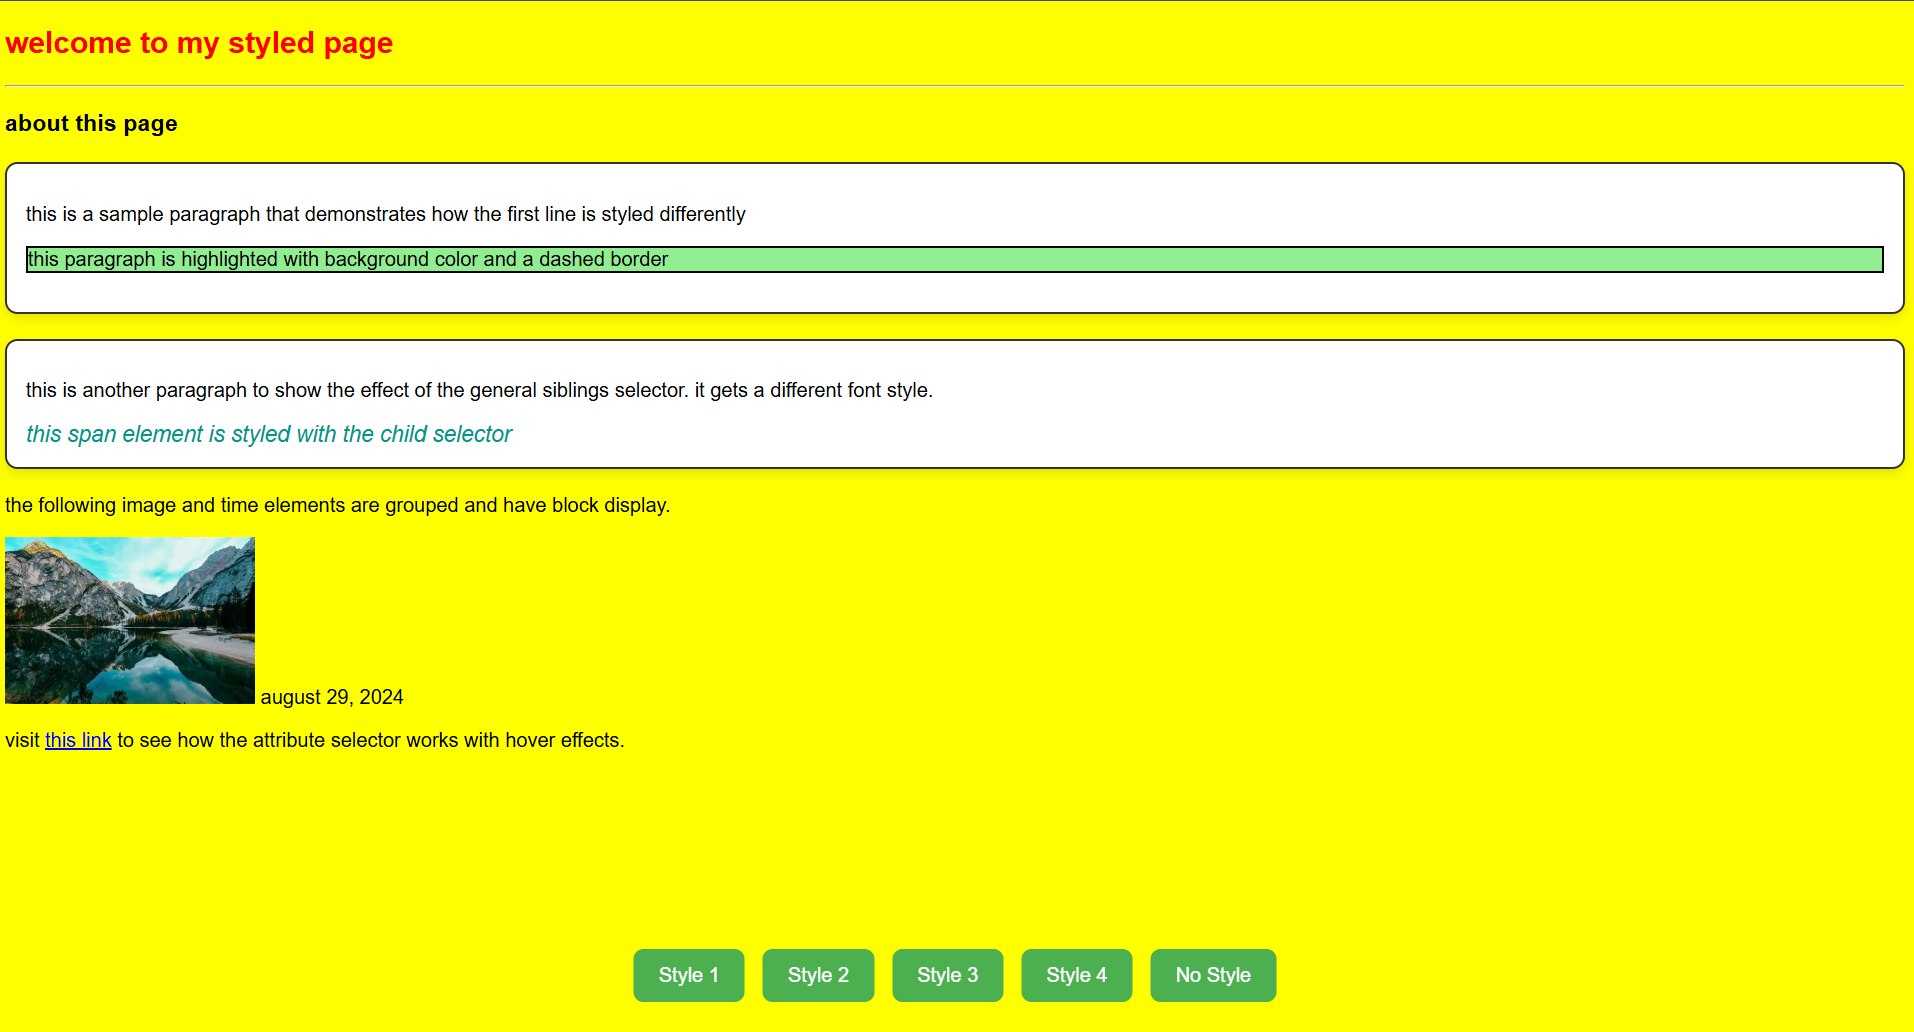 welcome to my styled page
about this page
this is a sample paragraph that demonstrates how the first line is styled differently
this paragraph is highlighted with background color and a dashed border
this is another paragraph to show the effect of the general siblings selector. it gets a different font style.
this span element is styled with the child selector
the following image and time elements are grouped and have block display.
august 29, 2024
visit this link to see how the attribute selector works with hover effects.
Style 1 Style 2 Style 3 Style 4 No Style